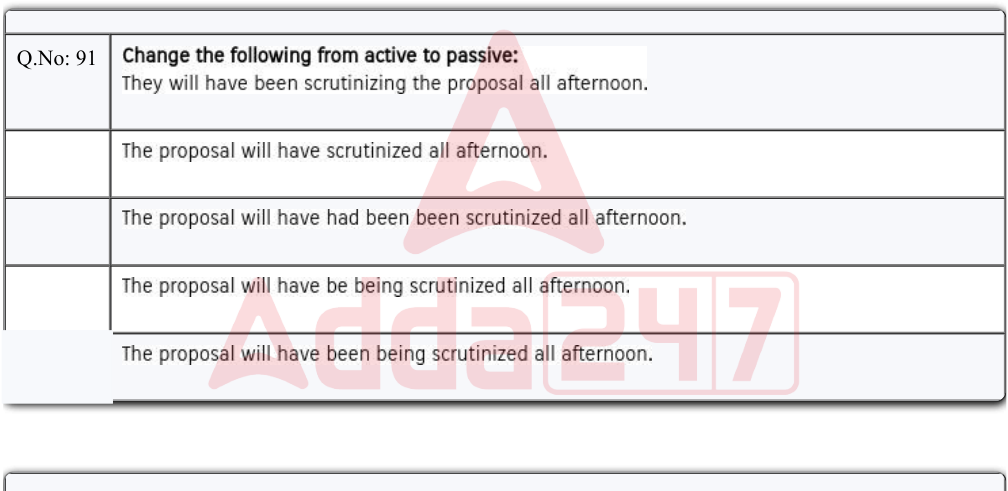 Q.No: 91
Change the following from active to passive:
They will have been scrutinizing the proposal all afternoon.
The proposal will have scrutinized all afternoon.
The proposal will have had been been scrutinized all afternoon.
The proposal will have be being scrutinized all afternoon.
The proposal will have been being scrutinized all afternoon.
Adda247